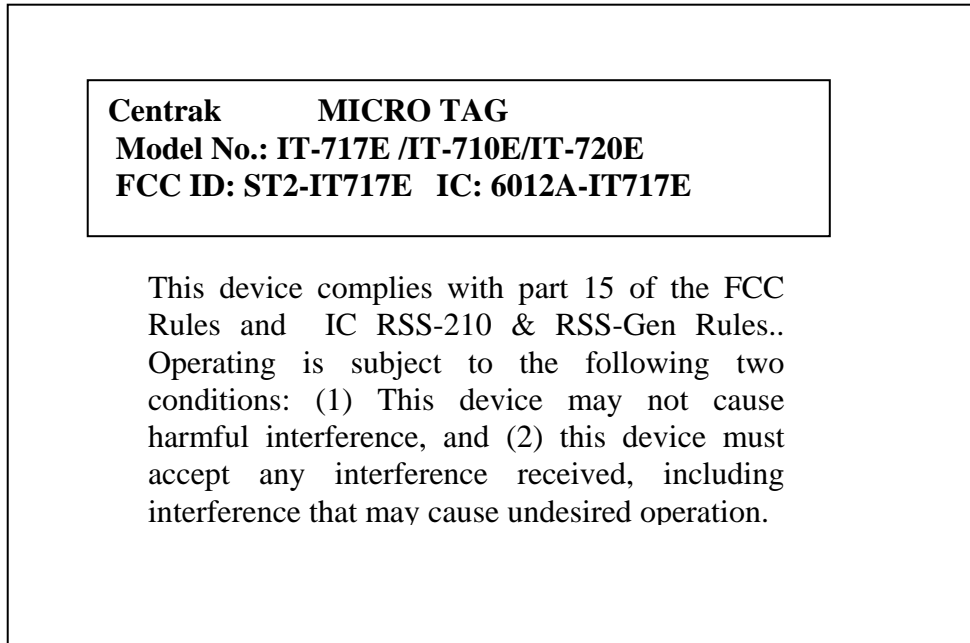 Centrak MICRO TAG
Model No.: IT-717E /IT-710E/IT-720E
FCC ID: ST2-IT717E IC: 6012A-IT717E
This device complies with part 15 of the FCC
Rules and IC RSS-210 & RSS-Gen Rules..
Operating is subject to the following two
conditions: (1) This device may not cause
harmful interference, and (2) this device must
accept any interference received, including
interference that may cause undesired operation.